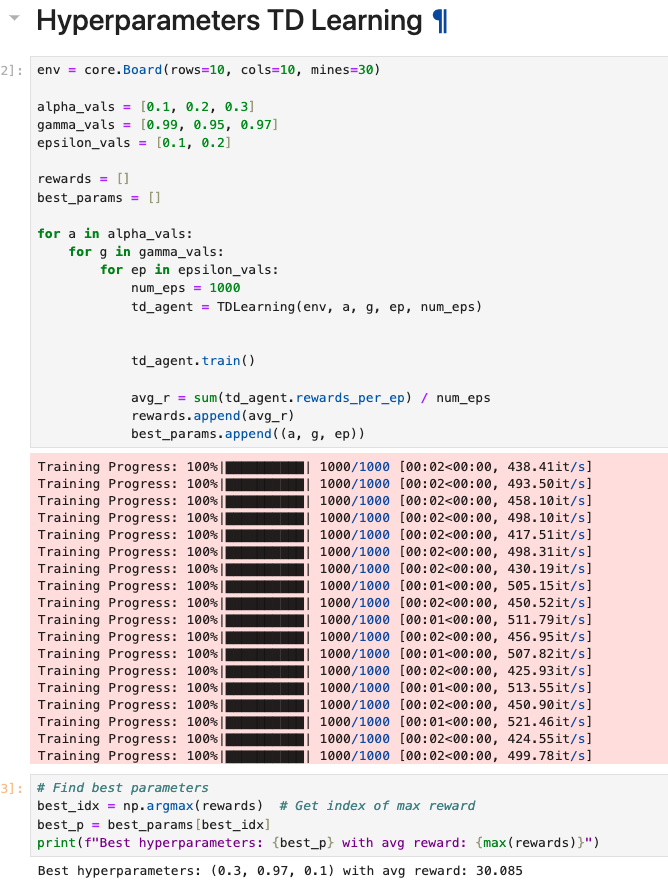 Hyperparameters TD Learning ¶
2]:
env = core.Board(rows=10, cols=10, mines=30)
alpha_vals = [0.1, 0.2, 0.3]
gamma_vals = [0.99, 0.95, 0.97]
epsilon_vals = [0.1, 0.2]
rewards = []
best_params = []
for a in alpha_vals:
    for g in gamma_vals:
        for ep in epsilon_vals:
            num_eps = 1000
            td_agent = TDLearning(env, a, g, ep, num_eps)
            td_agent.train()
            avg_r = sum(td_agent.rewards_per_ep) / num_eps
            rewards.append(avg_r)
            best_params.append((a, g, ep))
Training Progress: 100%|██████████| 1000/1000 [00:02<00:00, 438.41it/s]
Training Progress: 100%|██████████| 1000/1000 [00:02<00:00, 493.50it/s]
Training Progress: 100%|██████████| 1000/1000 [00:02<00:00, 458.10it/s]
Training Progress: 100%|██████████| 1000/1000 [00:02<00:00, 498.10it/s]
Training Progress: 100%|██████████| 1000/1000 [00:02<00:00, 417.51it/s]
Training Progress: 100%|██████████| 1000/1000 [00:02<00:00, 498.31it/s]
Training Progress: 100%|██████████| 1000/1000 [00:02<00:00, 430.19it/s]
Training Progress: 100%|██████████| 1000/1000 [00:01<00:00, 505.15it/s]
Training Progress: 100%|██████████| 1000/1000 [00:02<00:00, 450.52it/s]
Training Progress: 100%|██████████| 1000/1000 [00:01<00:00, 511.79it/s]
Training Progress: 100%|██████████| 1000/1000 [00:02<00:00, 456.95it/s]
Training Progress: 100%|██████████| 1000/1000 [00:01<00:00, 507.82it/s]
Training Progress: 100%|██████████| 1000/1000 [00:02<00:00, 425.93it/s]
Training Progress: 100%|██████████| 1000/1000 [00:01<00:00, 513.55it/s]
Training Progress: 100%|██████████| 1000/1000 [00:02<00:00, 450.90it/s]
Training Progress: 100%|██████████| 1000/1000 [00:01<00:00, 521.46it/s]
Training Progress: 100%|██████████| 1000/1000 [00:02<00:00, 424.55it/s]
Training Progress: 100%|██████████| 1000/1000 [00:02<00:00, 499.78it/s]
3]:
# Find best parameters
best_idx = np.argmax(rewards)  # Get index of max reward
best_p = best_params[best_idx]
print(f"Best hyperparameters: {best_p} with avg reward: {max(rewards)}")
Best hyperparameters: (0.3, 0.97, 0.1) with avg reward: 30.085